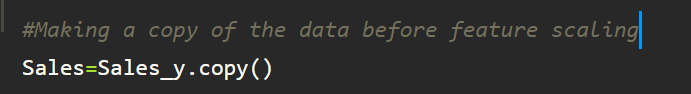 #Making a copy of the data before feature scaling
Sales=Sales_y.copy()